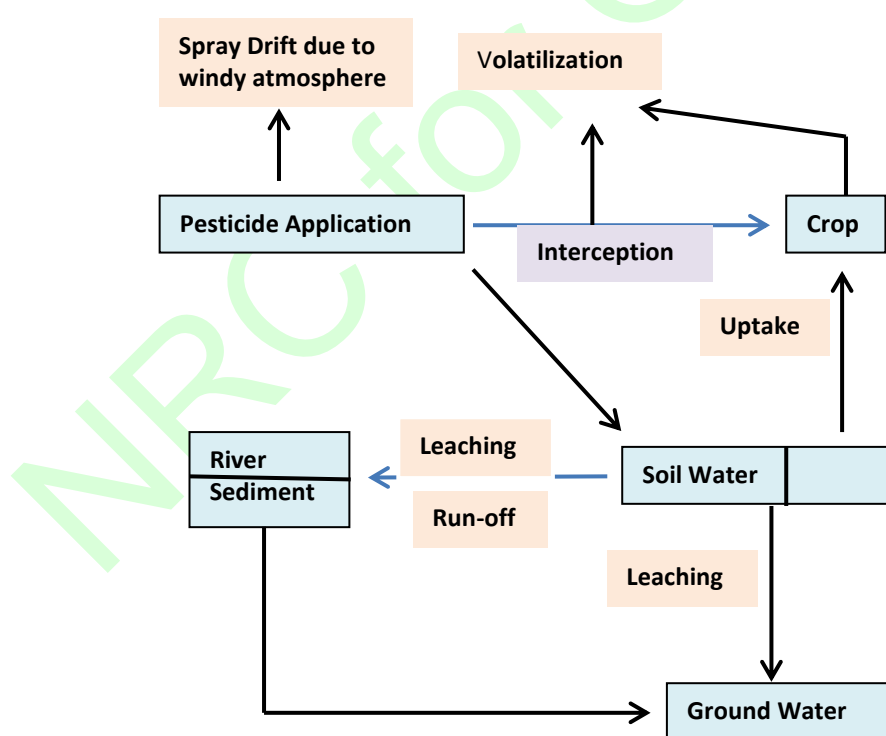 Spray Drift due to
windy atmosphere
Volatilization
Pesticide Application
Interception
Crop
Uptake
Leaching
River
Sediment
Run-off
Soil Water
Leaching
Ground Water
NRC for